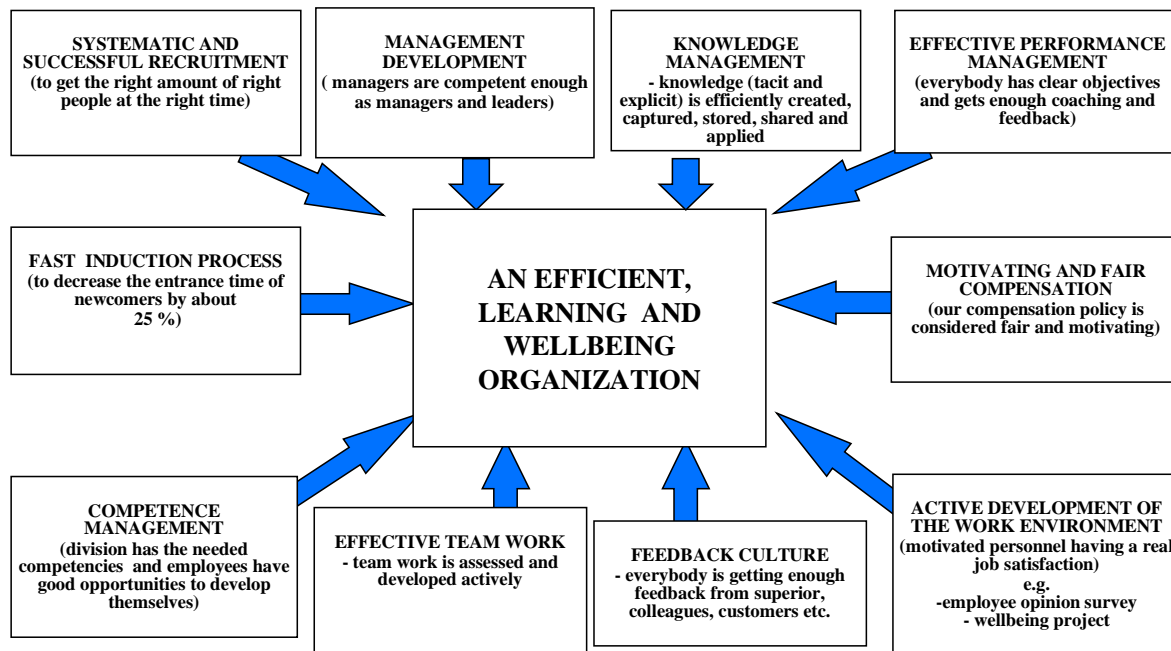 SYSTEMATIC AND
SUCCESSFUL RECRUITMENT
(to get the right amount of right
people at the right time)
MANAGEMENT
DEVELOPMENT
( managers are competent enough
as managers and leaders)
KNOWLEDGE
MANAGEMENT
- knowledge (tacit and
explicit) is efficiently created,
captured, stored, shared and
applied
EFFECTIVE PERFORMANCE
MANAGEMENT
(everybody has clear objectives
and gets enough coaching and
feedback)
FAST INDUCTION PROCESS
(to decrease the entrance time of
newcomers by about
25 %)
AN EFFICIENT,
LEARNING AND
WELLBEING
ORGANIZATION
MOTIVATING AND FAIR
COMPENSATION
(our compensation policy is
considered fair and motivating)
COMPETENCE
MANAGEMENT
(division has the needed
competencies and employees have
good opportunities to develop
themselves)
EFFECTIVE TEAM WORK
- team work is assessed and
developed actively
FEEDBACK CULTURE
- everybody is getting enough
feedback from superior,
colleagues, customers etc.
ACTIVE DEVELOPMENT OF
THE WORK ENVIRONMENT
(motivated personnel having a real
job satisfaction)
e.g.
-employee opinion survey
- wellbeing project